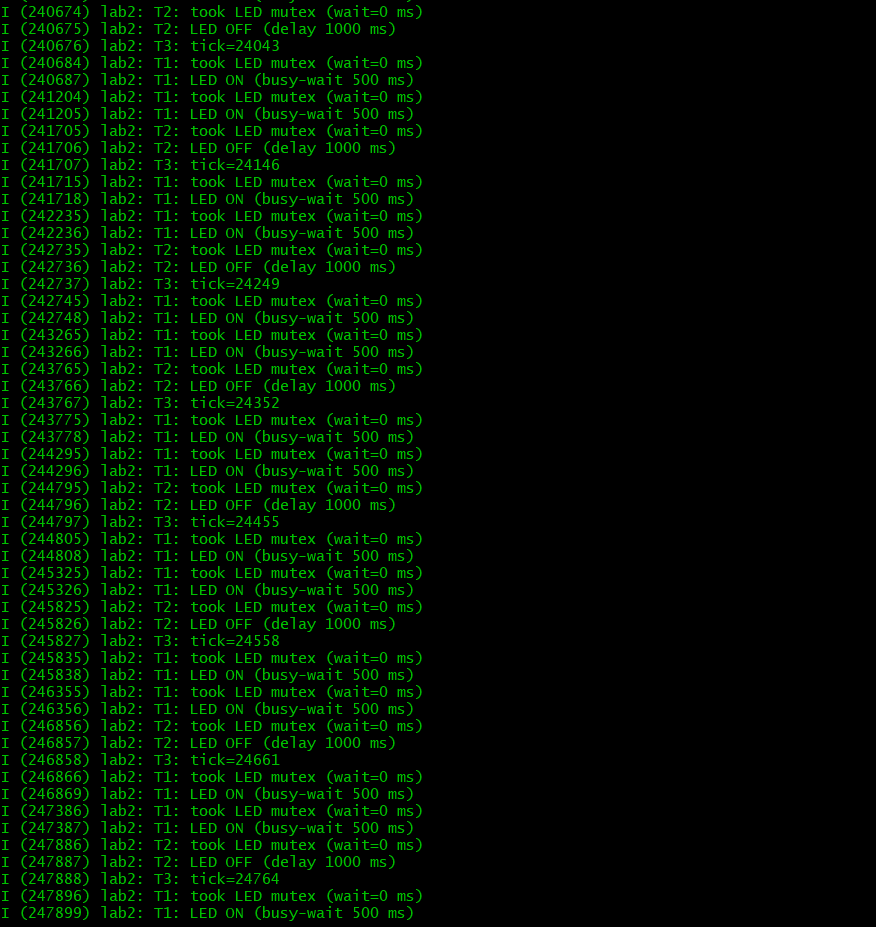 I (240674) lab2: T2: took LED mutex (wait=0 ms)
I (240675) lab2: T2: LED OFF (delay 1000 ms)
I (240676) lab2: T3: tick=24043
I (240684) lab2: T1: took LED mutex (wait=0 ms)
I (240687) lab2: T1: LED ON (busy-wait 500 ms)
I (241204) lab2: T1: took LED mutex (wait=0 ms)
I (241205) lab2: T1: LED ON (busy-wait 500 ms)
I (241705) lab2: T2: took LED mutex (wait=0 ms)
I (241706) lab2: T2: LED OFF (delay 1000 ms)
I (241707) lab2: T3: tick=24146
I (241715) lab2: T1: took LED mutex (wait=0 ms)
I (241718) lab2: T1: LED ON (busy-wait 500 ms)
I (242235) lab2: T1: took LED mutex (wait=0 ms)
I (242236) lab2: T1: LED ON (busy-wait 500 ms)
I (242735) lab2: T2: took LED mutex (wait=0 ms)
I (242736) lab2: T2: LED OFF (delay 1000 ms)
I (242737) lab2: T3: tick=24249
I (242745) lab2: T1: took LED mutex (wait=0 ms)
I (242748) lab2: T1: LED ON (busy-wait 500 ms)
I (243265) lab2: T1: took LED mutex (wait=0 ms)
I (243266) lab2: T1: LED ON (busy-wait 500 ms)
I (243765) lab2: T2: took LED mutex (wait=0 ms)
I (243766) lab2: T2: LED OFF (delay 1000 ms)
I (243767) lab2: T3: tick=24352
I (243775) lab2: T1: took LED mutex (wait=0 ms)
I (243778) lab2: T1: LED ON (busy-wait 500 ms)
I (244295) lab2: T1: took LED mutex (wait=0 ms)
I (244296) lab2: T1: LED ON (busy-wait 500 ms)
I (244795) lab2: T2: took LED mutex (wait=0 ms)
I (244796) lab2: T2: LED OFF (delay 1000 ms)
I (244797) lab2: T3: tick=24455
I (244805) lab2: T1: took LED mutex (wait=0 ms)
I (244808) lab2: T1: LED ON (busy-wait 500 ms)
I (245325) lab2: T1: took LED mutex (wait=0 ms)
I (245326) lab2: T1: LED ON (busy-wait 500 ms)
I (245825) lab2: T2: took LED mutex (wait=0 ms)
I (245826) lab2: T2: LED OFF (delay 1000 ms)
I (245827) lab2: T3: tick=24558
I (245835) lab2: T1: took LED mutex (wait=0 ms)
I (245838) lab2: T1: LED ON (busy-wait 500 ms)
I (246355) lab2: T1: took LED mutex (wait=0 ms)
I (246356) lab2: T1: LED ON (busy-wait 500 ms)
I (246856) lab2: T2: took LED mutex (wait=0 ms)
I (246857) lab2: T2: LED OFF (delay 1000 ms)
I (246858) lab2: T3: tick=24661
I (246866) lab2: T1: took LED mutex (wait=0 ms)
I (246869) lab2: T1: LED ON (busy-wait 500 ms)
I (247386) lab2: T1: took LED mutex (wait=0 ms)
I (247387) lab2: T1: LED ON (busy-wait 500 ms)
I (247886) lab2: T2: took LED mutex (wait=0 ms)
I (247887) lab2: T2: LED OFF (delay 1000 ms)
I (247888) lab2: T3: tick=24764
I (247896) lab2: T1: took LED mutex (wait=0 ms)
I (247899) lab2: T1: LED ON (busy-wait 500 ms)